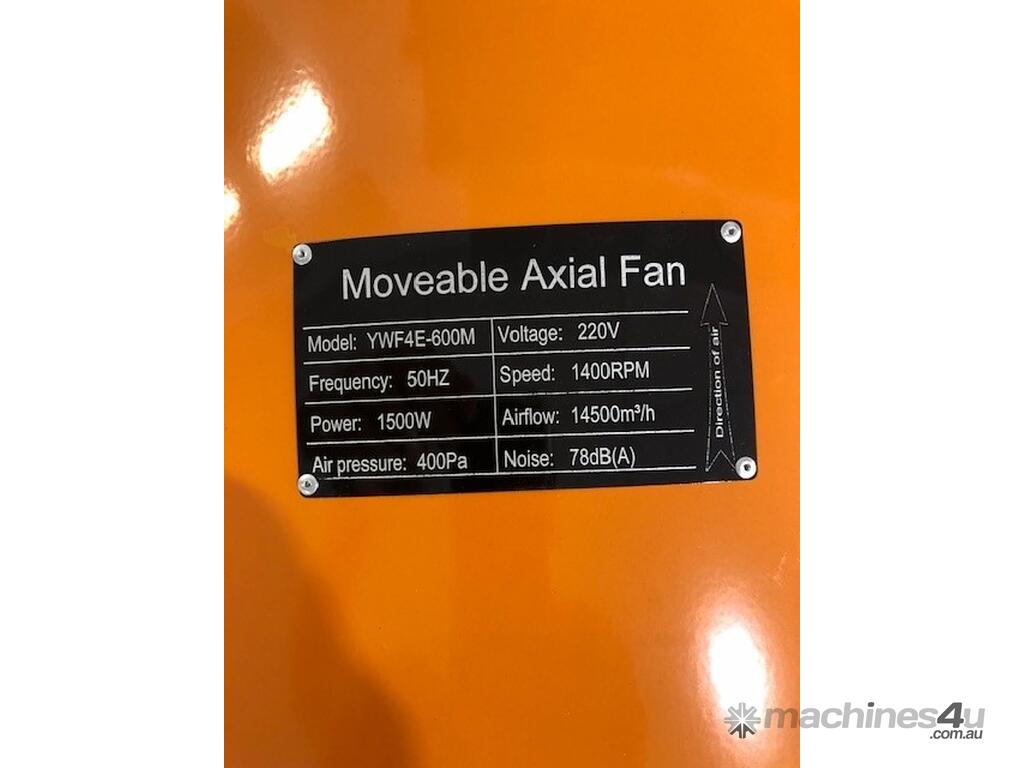 Moveable Axial Fan
Model: YWF4E-600M Voltage: 220V
Frequency: 50HZ Speed: 1400RPM
Power: 1500W Airflow: 14500m³/h
Air pressure: 400Pa Noise: 78dB(A)
Direction of air
machines4u
.com.au